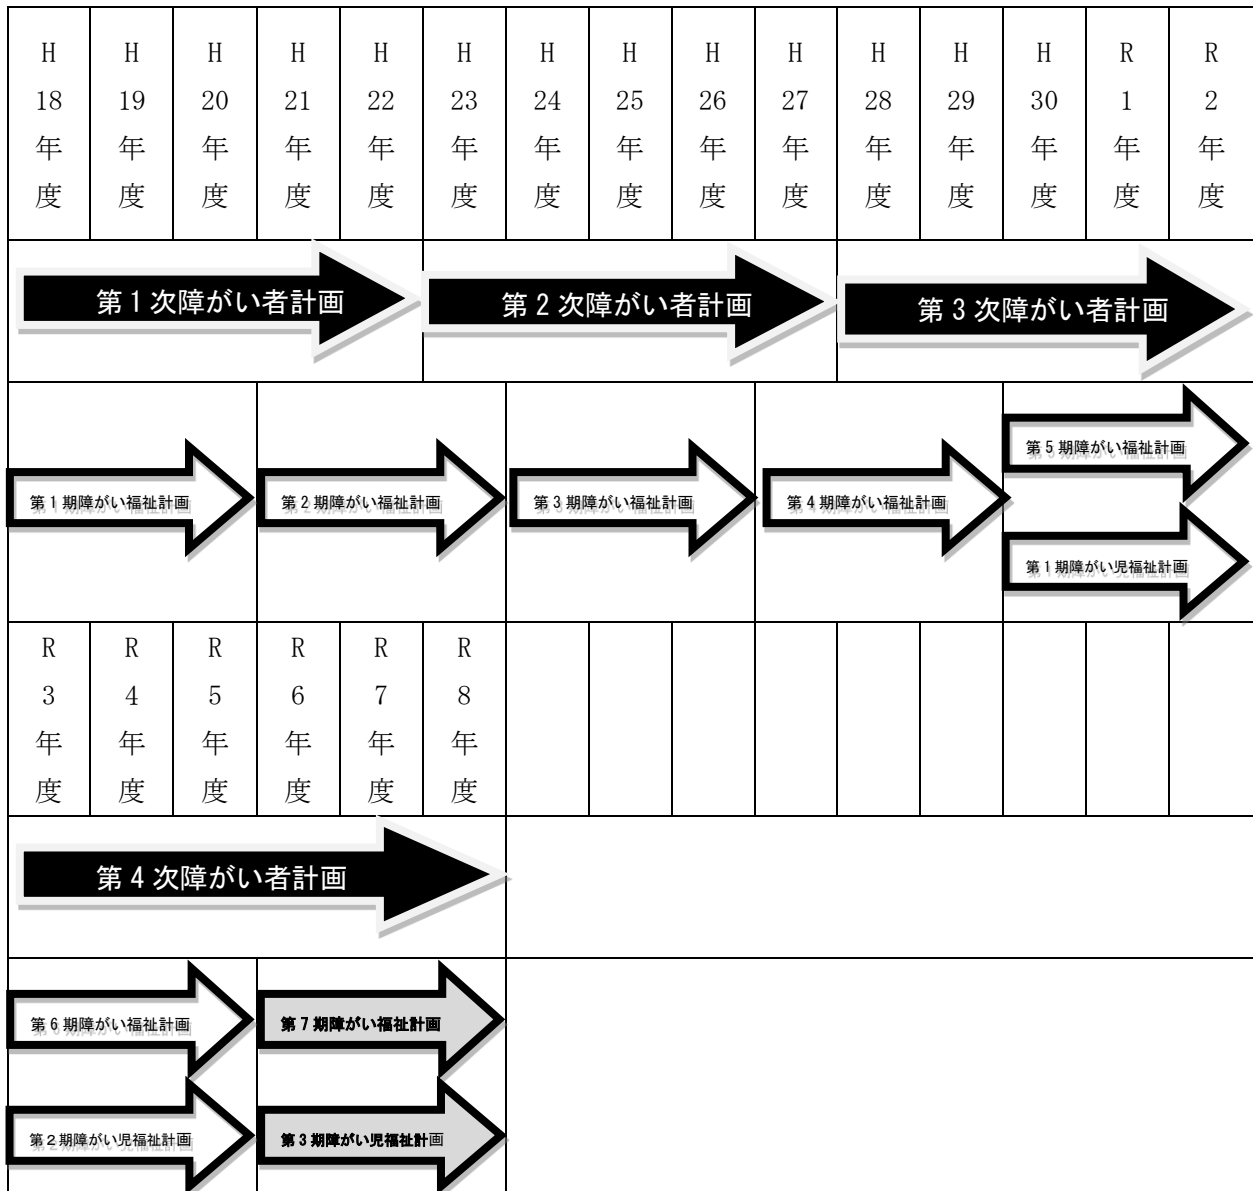 H 18 年度
H 19 年度
H 20 年度
H 21 年度
H 22 年度
H 23 年度
H 24 年度
H 25 年度
H 26 年度
H 27 年度
H 28 年度
H 29 年度
H 30 年度
R 1 年度
R 2 年度
第1次障がい者計画
第2次障がい者計画
第3次障がい者計画
第1期障がい福祉計画
第2期障がい福祉計画
第3期障がい福祉計画
第4期障がい福祉計画
第5期障がい福祉計画
第1期障がい児福祉計画
R 3 年度
R 4 年度
R 5 年度
R 6 年度
R 7 年度
R 8 年度
第4次障がい者計画
第6期障がい福祉計画
第7期障がい福祉計画
第2期障がい児福祉計画
第3期障がい児福祉計画